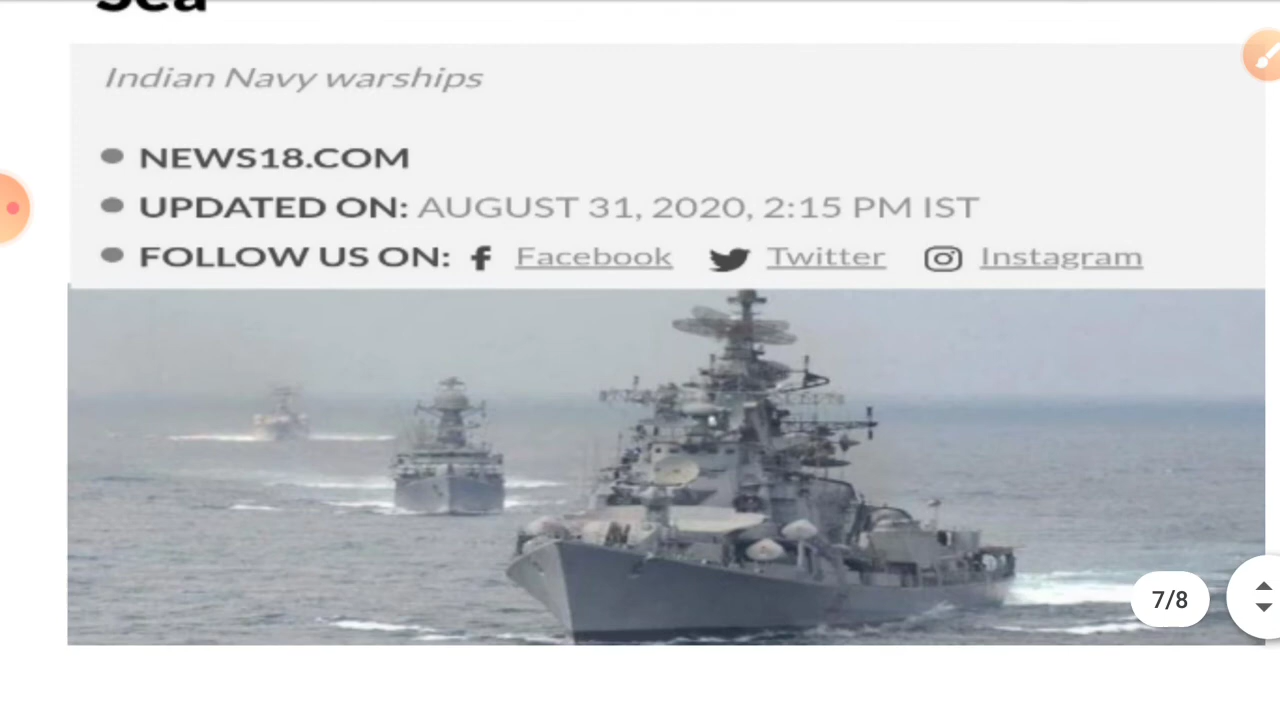 Sea
Indian Navy warships
NEWS18.COM
UPDATED ON: AUGUST 31, 2020, 2:15 PM IST
FOLLOW US ON: Facebook Twitter Instagram
7/8